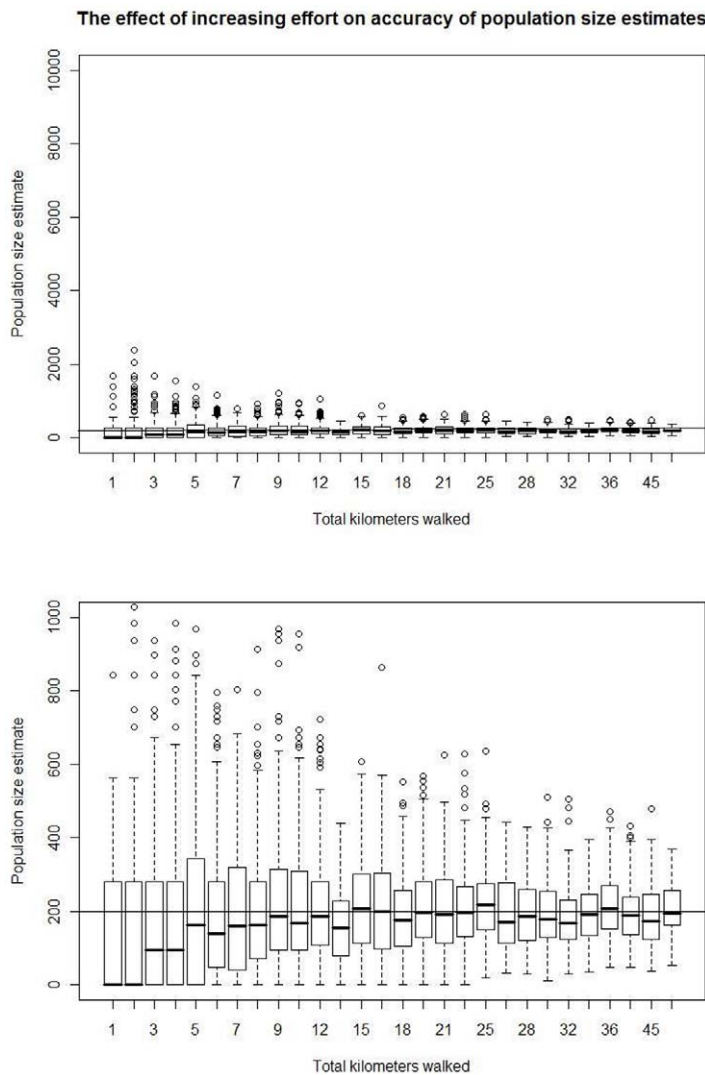 The effect of increasing effort on accuracy of population size estimates
10000
8000
6000
4000
2000
0
Population size estimate
1 3 5 7 9 12 15 18 21 25 28 32 36 45
Total kilometers walked
1000
800
600
400
200
0
Population size estimate
1 3 5 7 9 12 15 18 21 25 28 32 36 45
Total kilometers walked